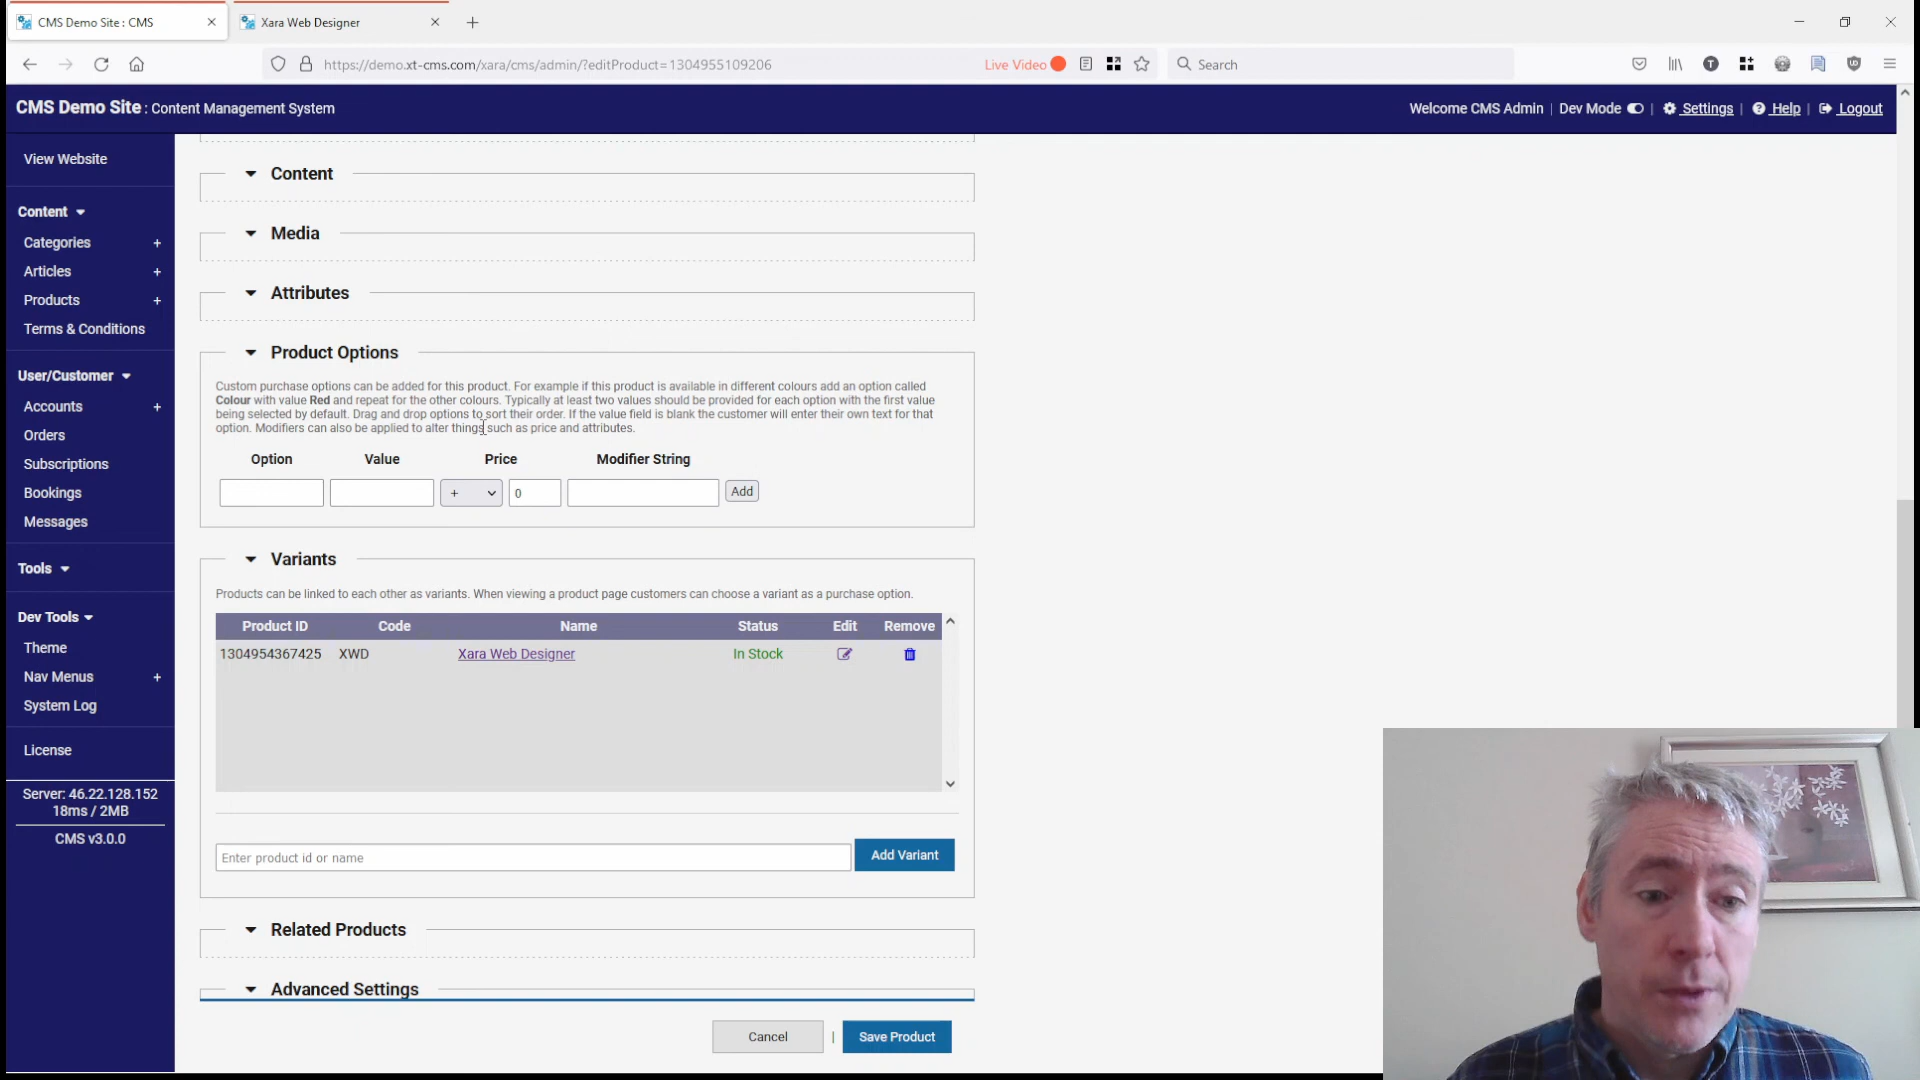 CMS Demo Site : CMS
Xara Web Designer
https://demo.xt-cms.com/xara/cms/admin/?editProduct=1304955109206
Live Video
Search
CMS Demo Site : Content Management System
Welcome CMS Admin | Dev Mode | Settings | Help | Logout
View Website
Content
Categories +
Articles +
Products +
Terms & Conditions
User/Customer
Accounts +
Orders
Subscriptions
Bookings
Messages
Tools
Dev Tools
Theme
Nav Menus +
System Log
License
Server: 46.22.128.152
18ms / 2MB
CMS v3.0.0
Content
Media
Attributes
Product Options
Custom purchase options can be added for this product. For example if this product is available in different colours add an option called
Colour with value Red and repeat for the other colours. Typically at least two values should be provided for each option with the first value
being selected by default. Drag and drop options to sort their order. If the value field is blank the customer will enter their own text for that
option. Modifiers can also be applied to alter things such as price and attributes.
Option Value Price Modifier String
+ 0 Add
Variants
Products can be linked to each other as variants. When viewing a product page customers can choose a variant as a purchase option.
Product ID Code Name Status Edit Remove
1304954367425 XWD Xara Web Designer In Stock
Enter product id or name Add Variant
Related Products
Advanced Settings
Cancel | Save Product